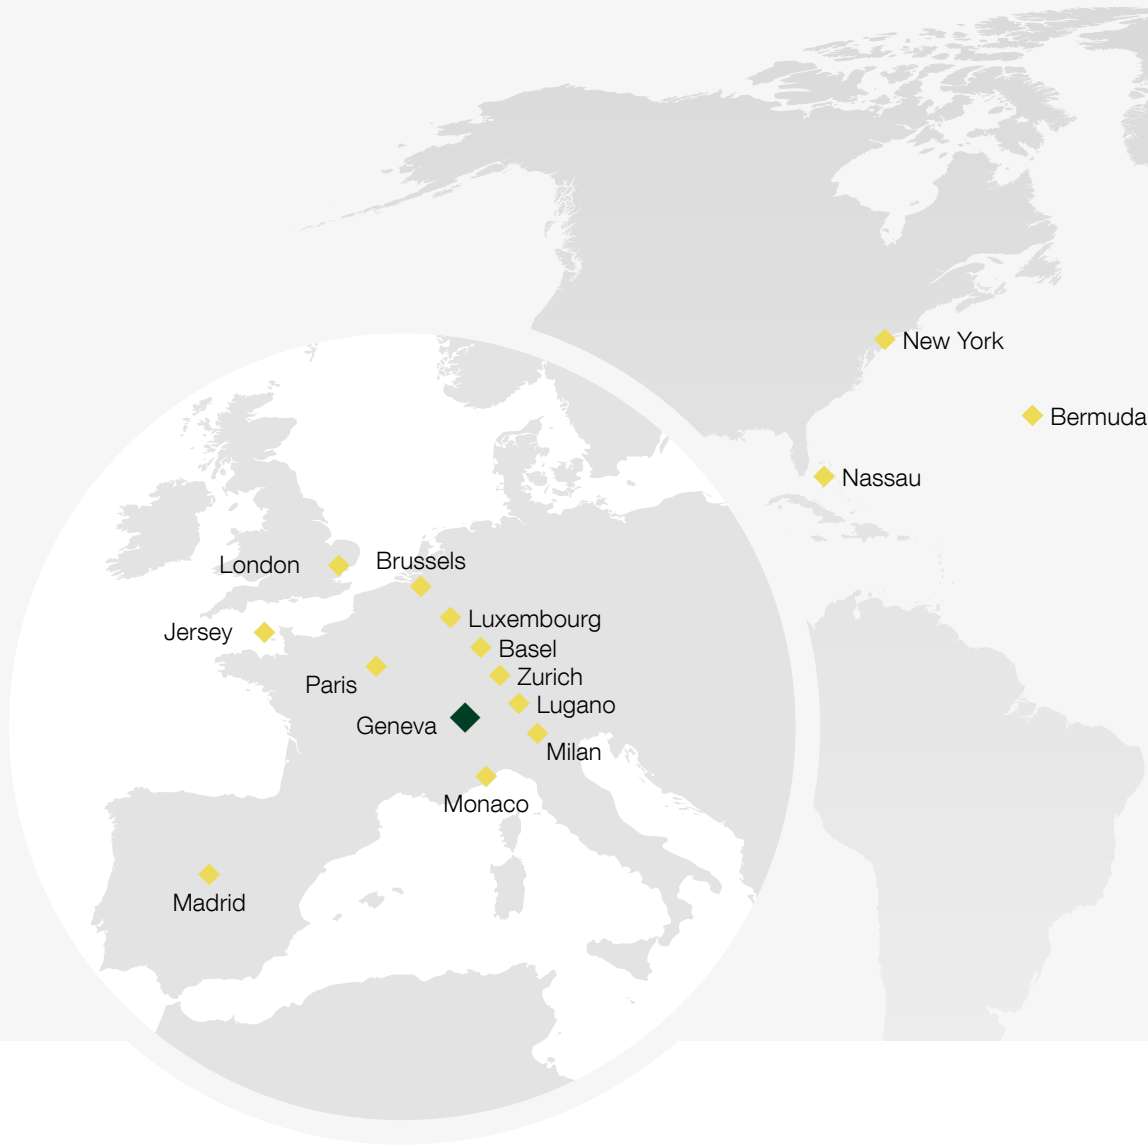 New York
Bermuda
Nassau
London
Brussels
Luxembourg
Jersey
Basel
Zurich
Paris
Lugano
Geneva
Milan
Monaco
Madrid